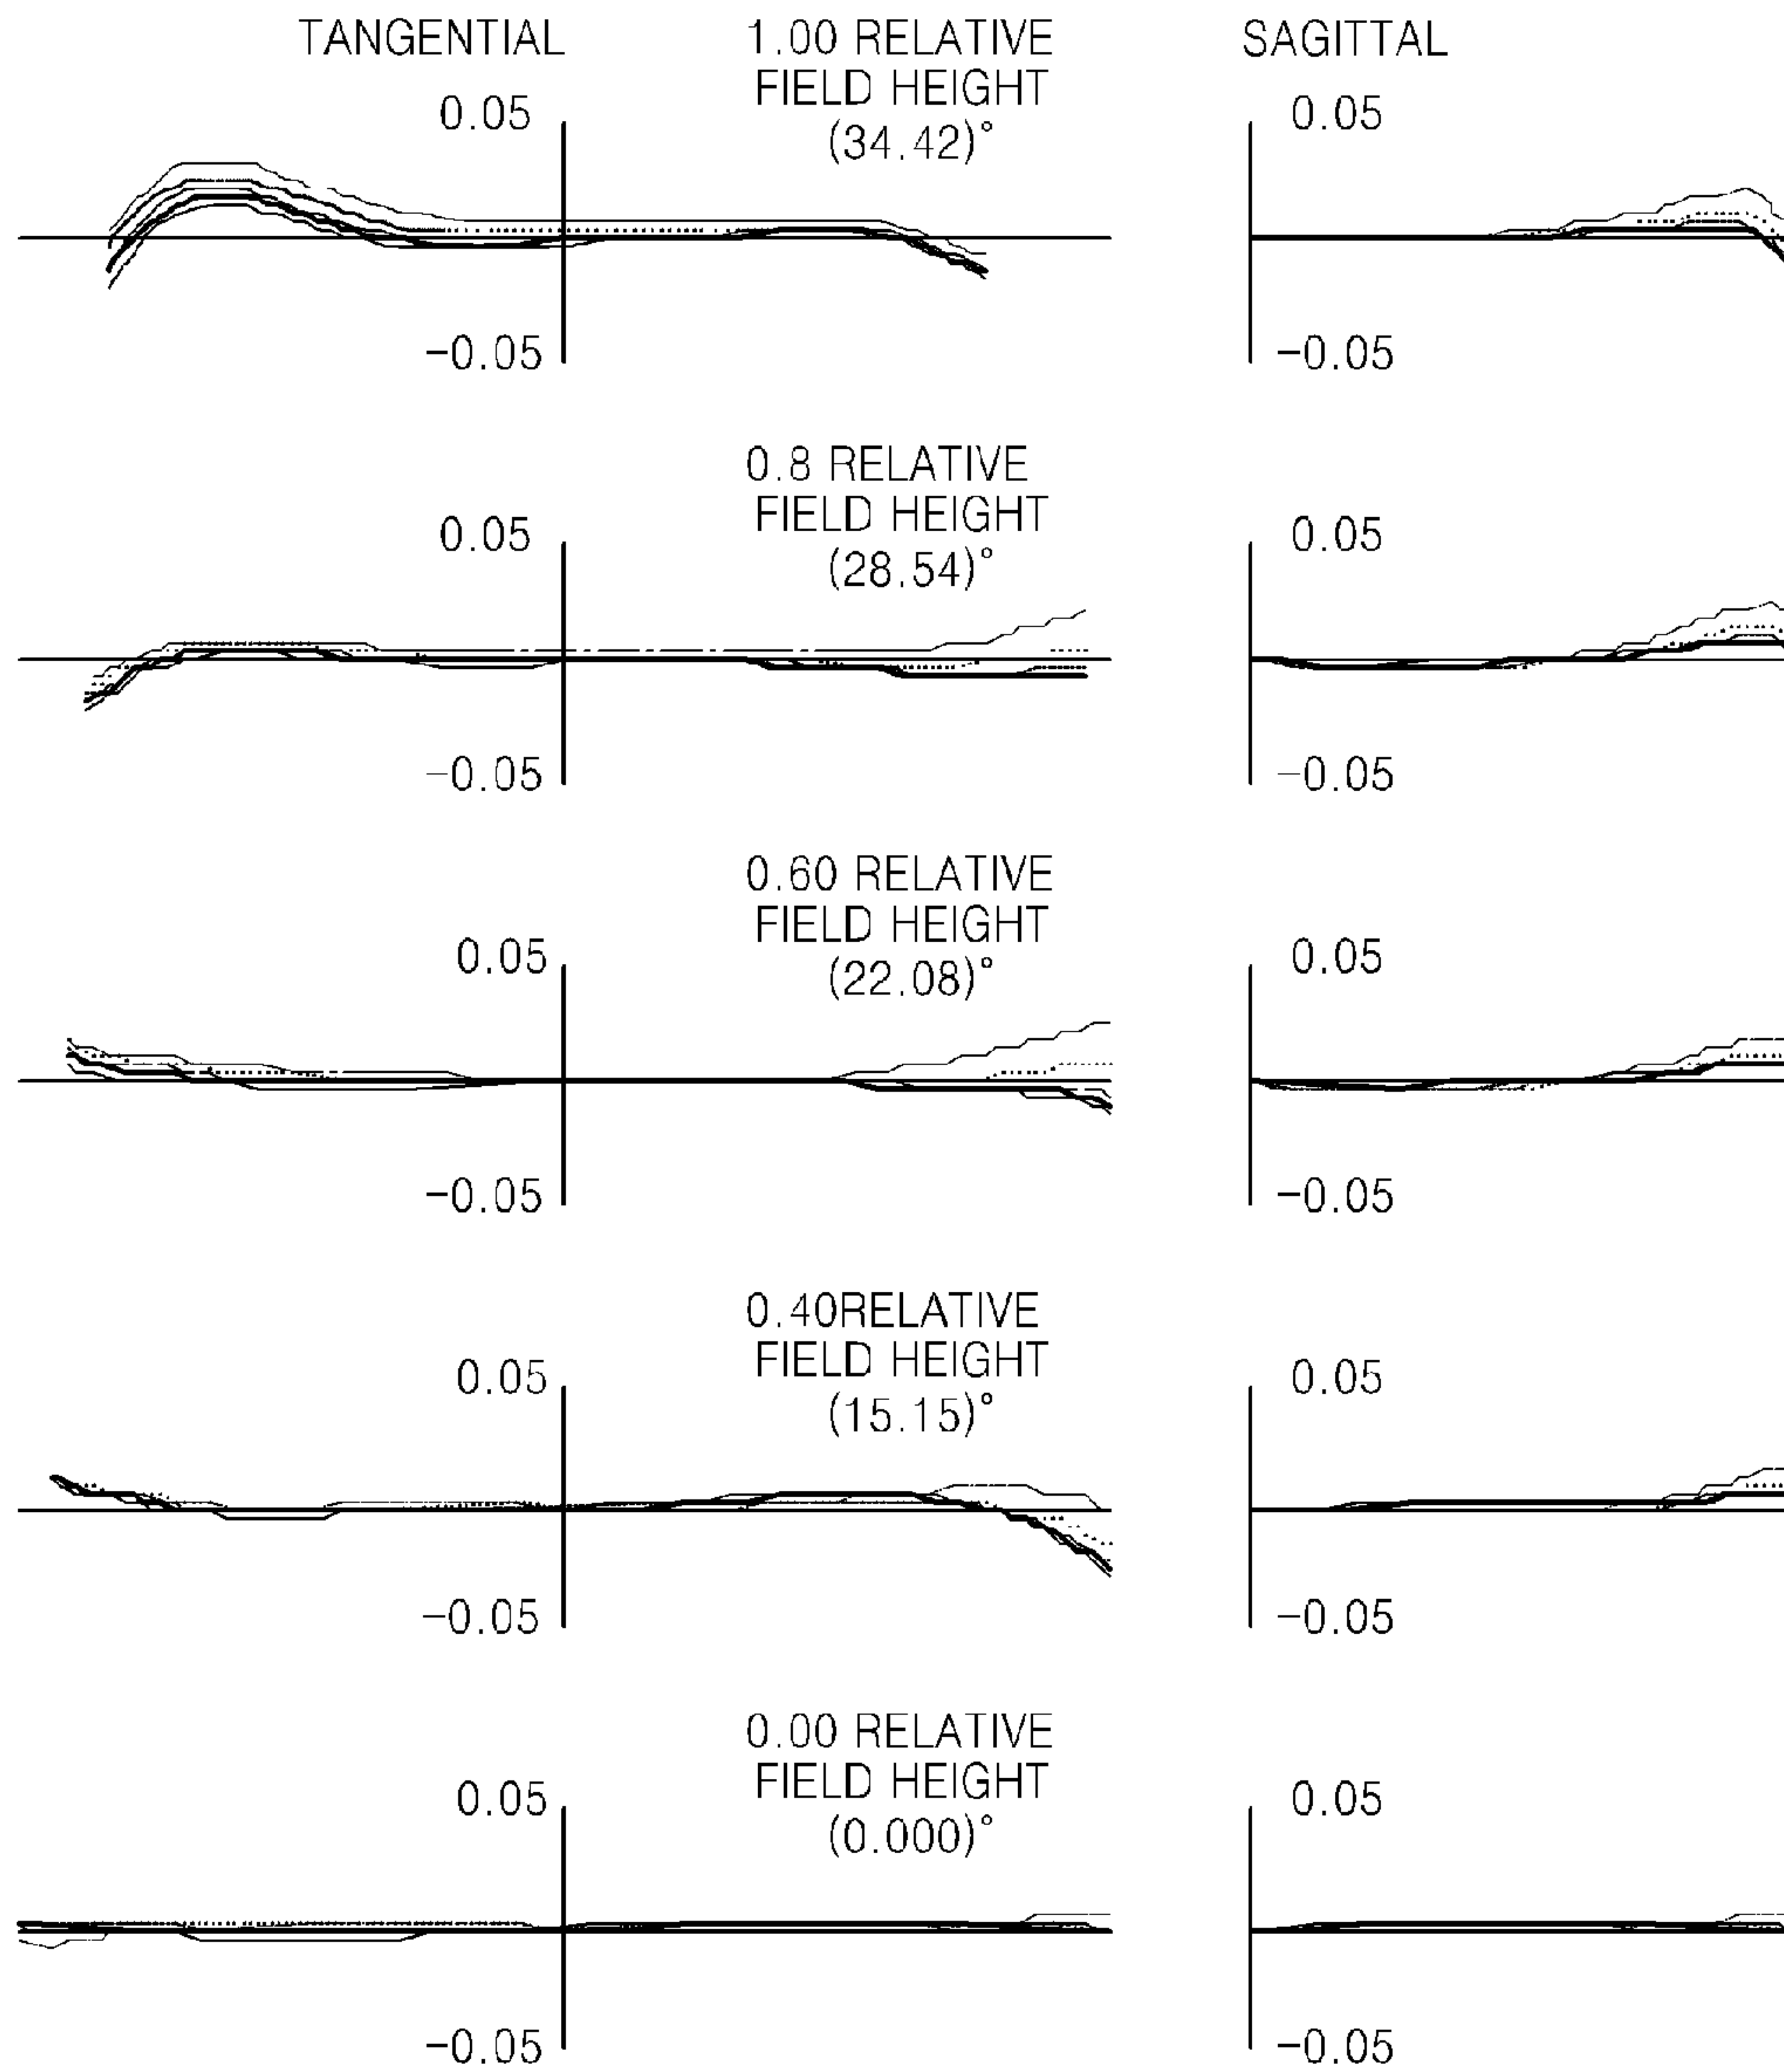 TANGENTIAL
1.00 RELATIVE
FIELD HEIGHT
(34.42)°
SAGITTAL
0.05
-0.05
0.05
-0.05
0.8 RELATIVE
FIELD HEIGHT
(28.54)°
0.05
-0.05
0.05
-0.05
0.60 RELATIVE
FIELD HEIGHT
(22.08)°
0.05
-0.05
0.05
-0.05
0.40RELATIVE
FIELD HEIGHT
(15.15)°
0.05
-0.05
0.05
-0.05
0.00 RELATIVE
FIELD HEIGHT
(0.000)°
0.05
-0.05
0.05
-0.05